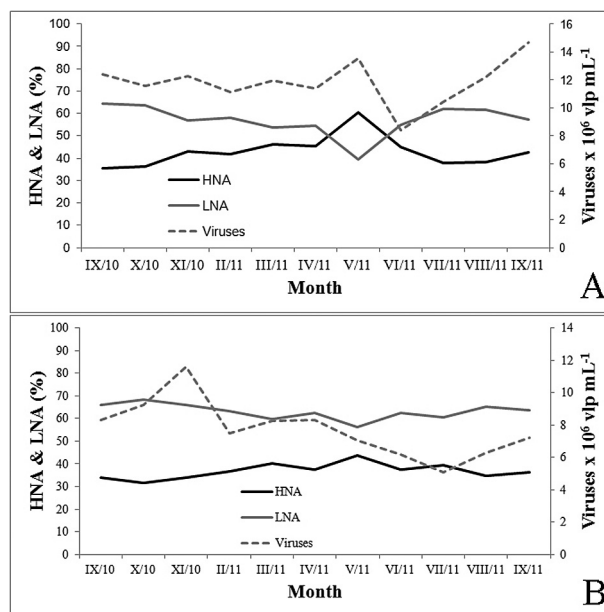 HNA & LNA (%)
100
90
80
70
60
50
40
30
20
10
0
16
14
12
10
8
6
4
2
0
Viruses x 10⁶ vlp mL⁻¹
HNA
LNA
Viruses
IX/10 X/10 XI/10 II/11 III/11 IV/11 V/11 VI/11 VII/11 VIII/11 IX/11
Month
A
HNA & LNA (%)
100
90
80
70
60
50
40
30
20
10
0
14
12
10
8
6
4
2
0
Viruses x 10⁶ vlp mL⁻¹
HNA
LNA
Viruses
IX/10 X/10 XI/10 II/11 III/11 IV/11 V/11 VI/11 VII/11 VIII/11 IX/11
Month
B